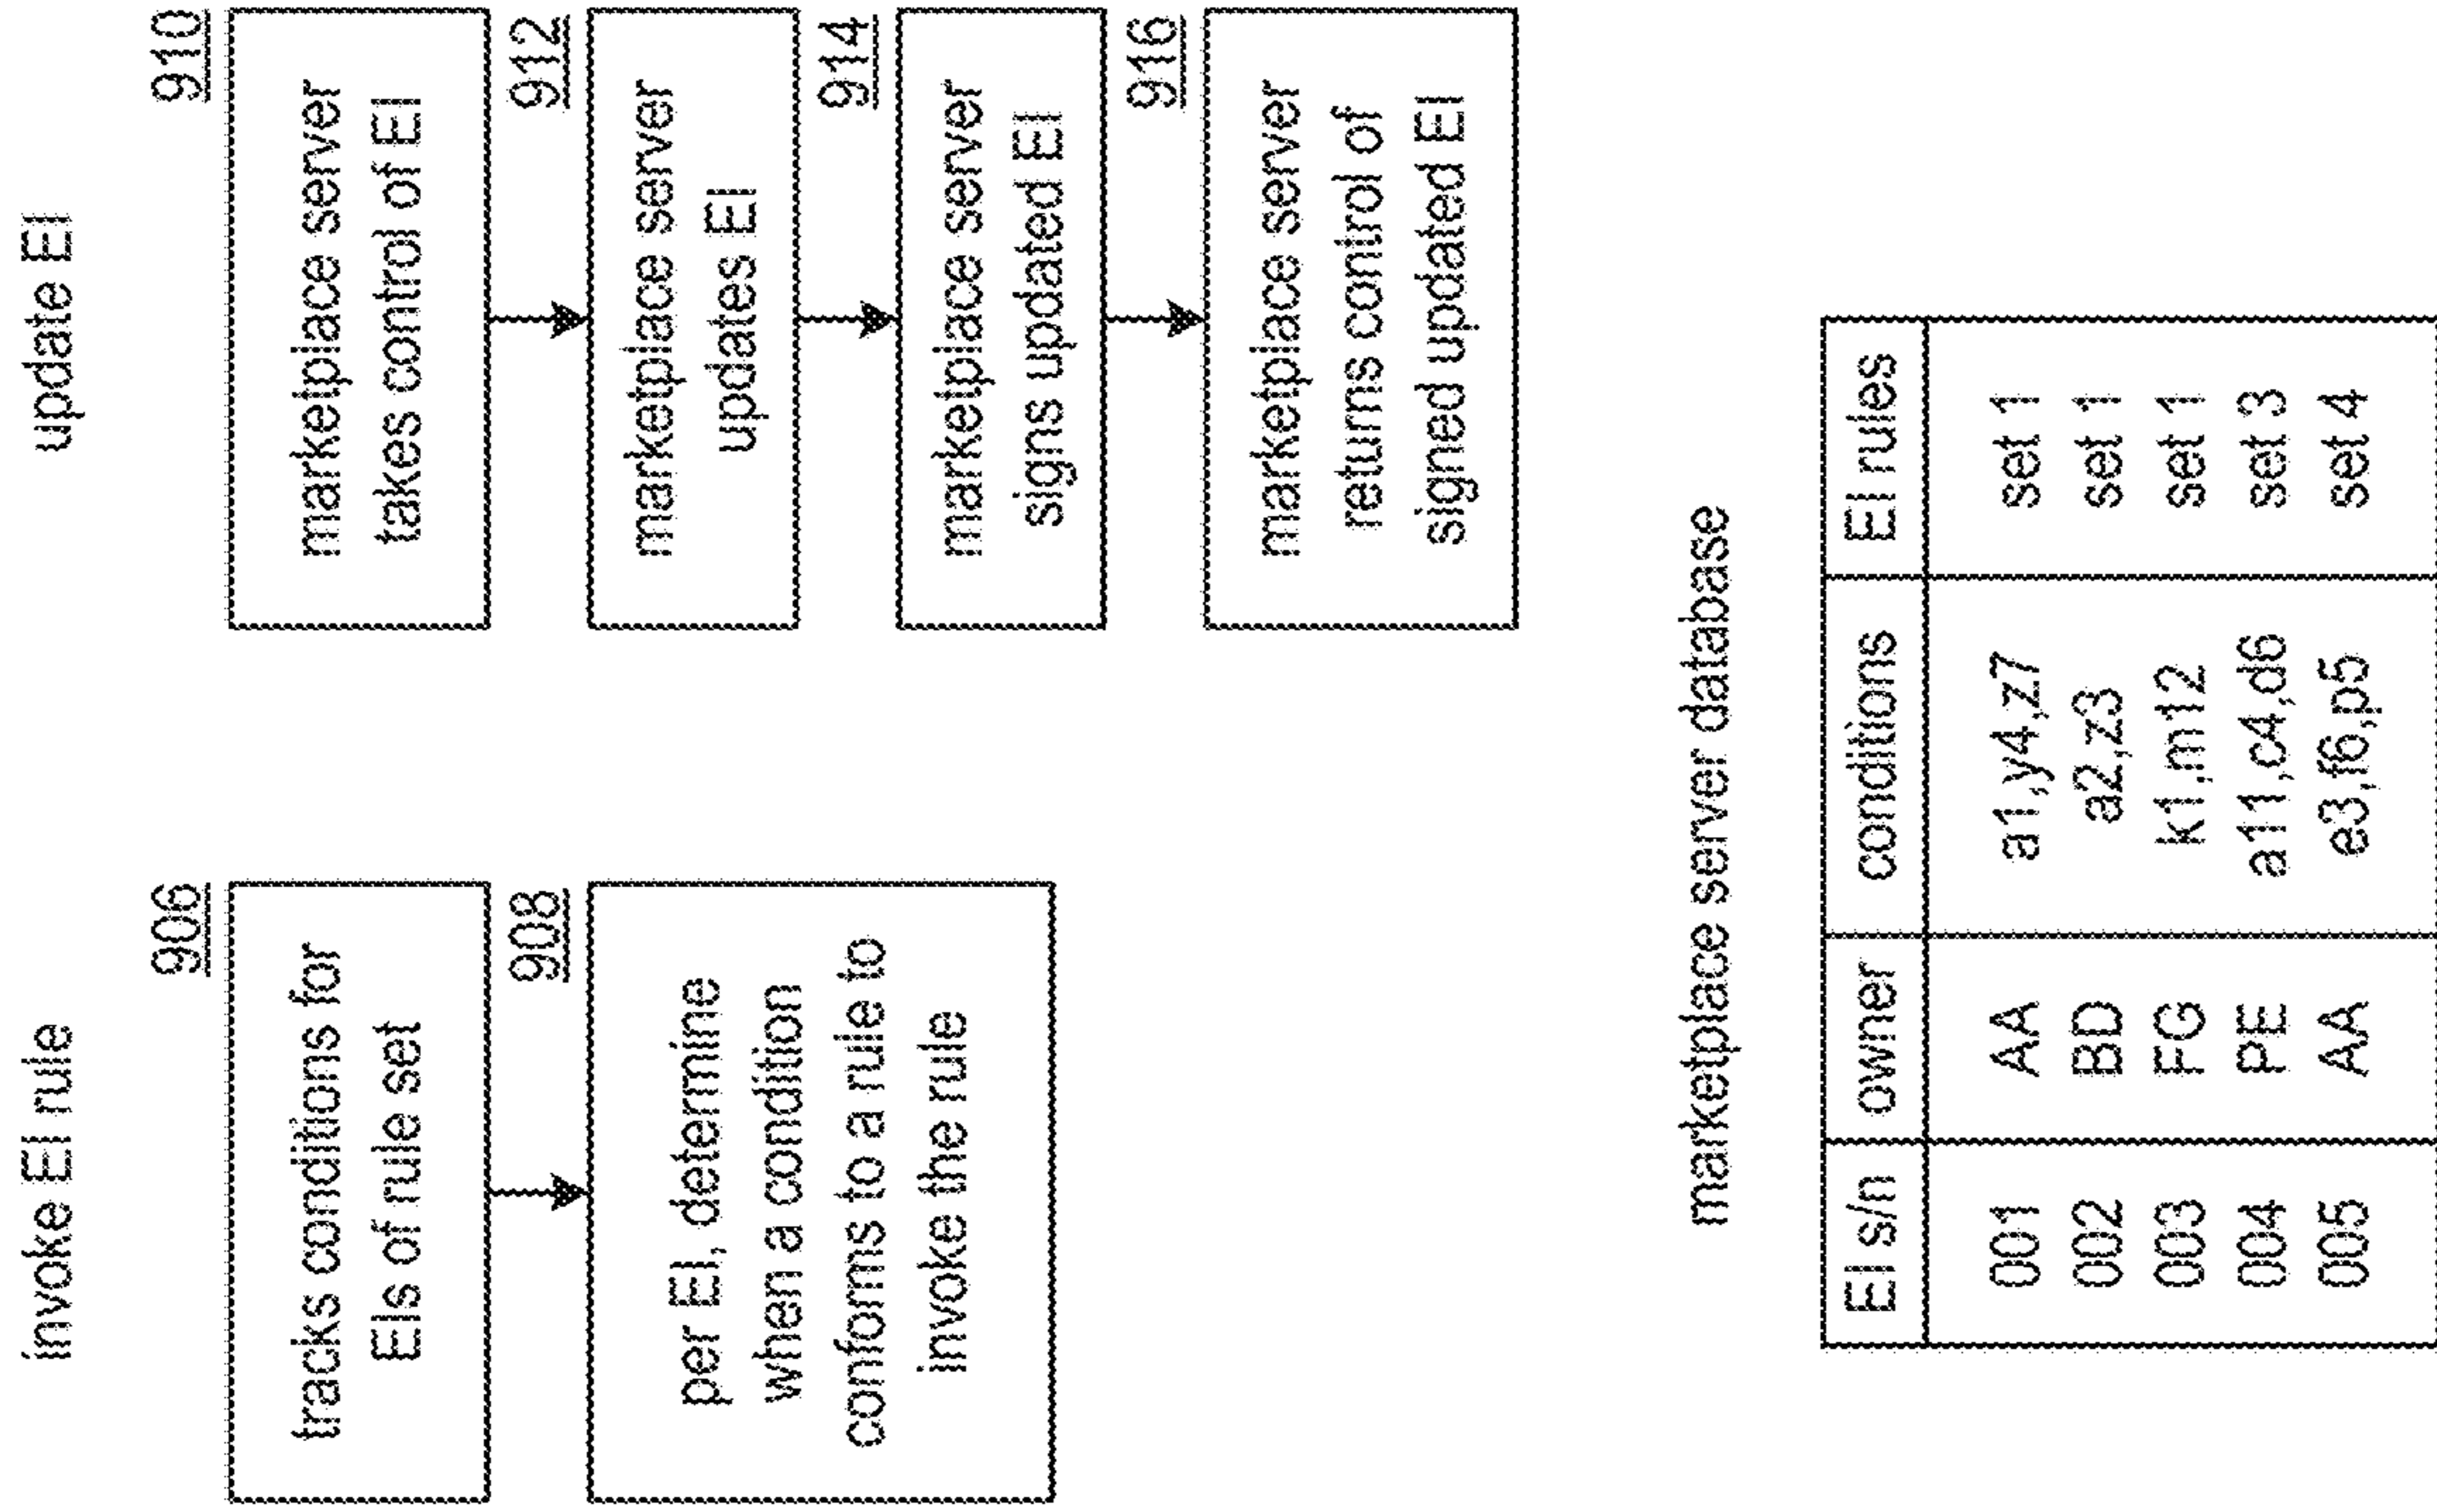 invoke EI rule
906
tracks conditions for
EIs of rule set
908
per EI, determine
when a condition
conforms to a rule to
invoke the rule
update EI
910
marketplace server
takes control of EI
912
marketplace server
updates EI
914
marketplace server
signs updated EI
916
marketplace server
returns control of
signed updated EI
marketplace server database
EI s/n owner conditions EI rules
001 AA a1,y4,z7 set 1
002 BD a2,z3 set 1
003 FG k1,m12 set 1
004 PE a11,c4,d6 set 3
005 AA e3,f6,p5 set 4